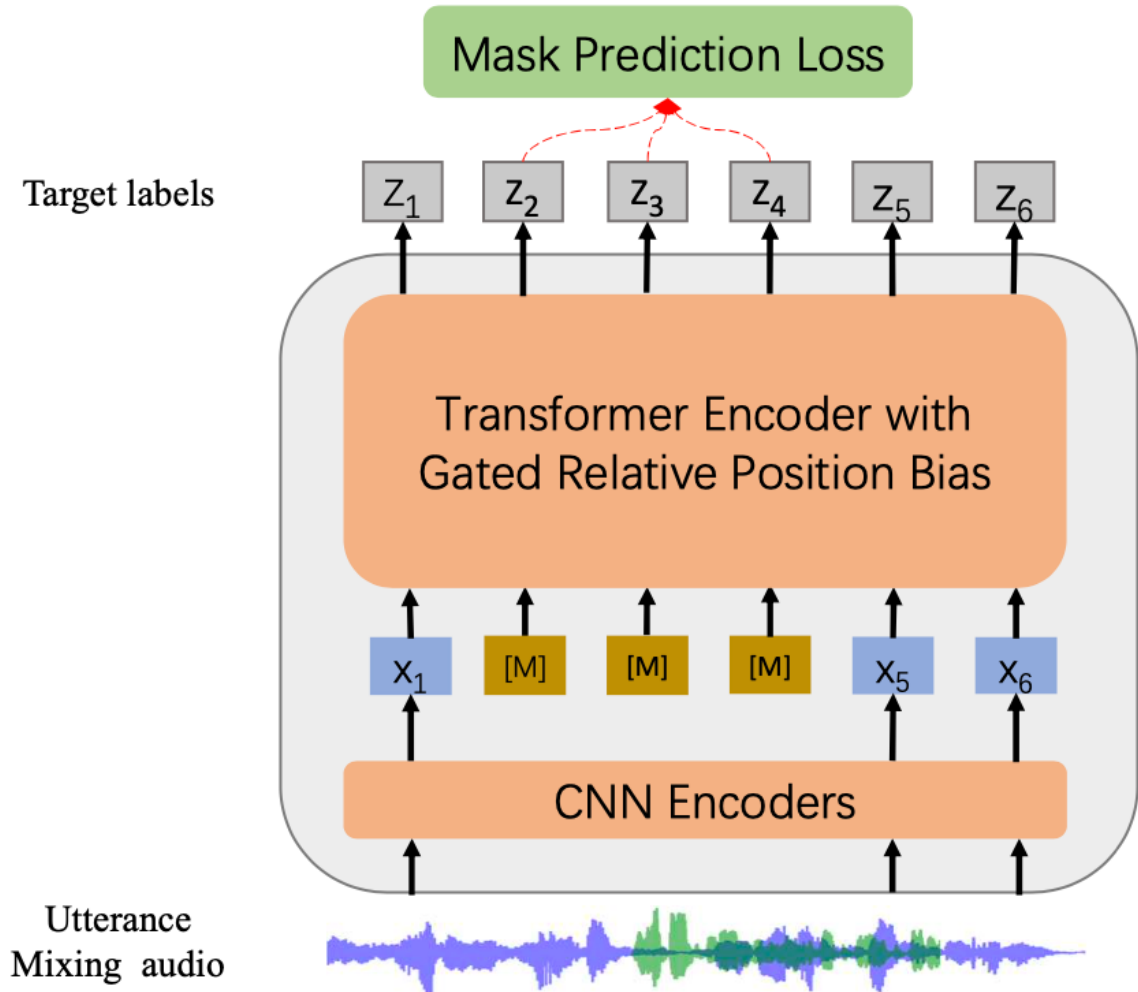 Mask Prediction Loss
Target labels
Z₁ Z₂ Z₃ Z₄ Z₅ Z₆
Transformer Encoder with
Gated Relative Position Bias
x₁ [M] [M] [M] x₅ x₆
CNN Encoders
Utterance
Mixing audio